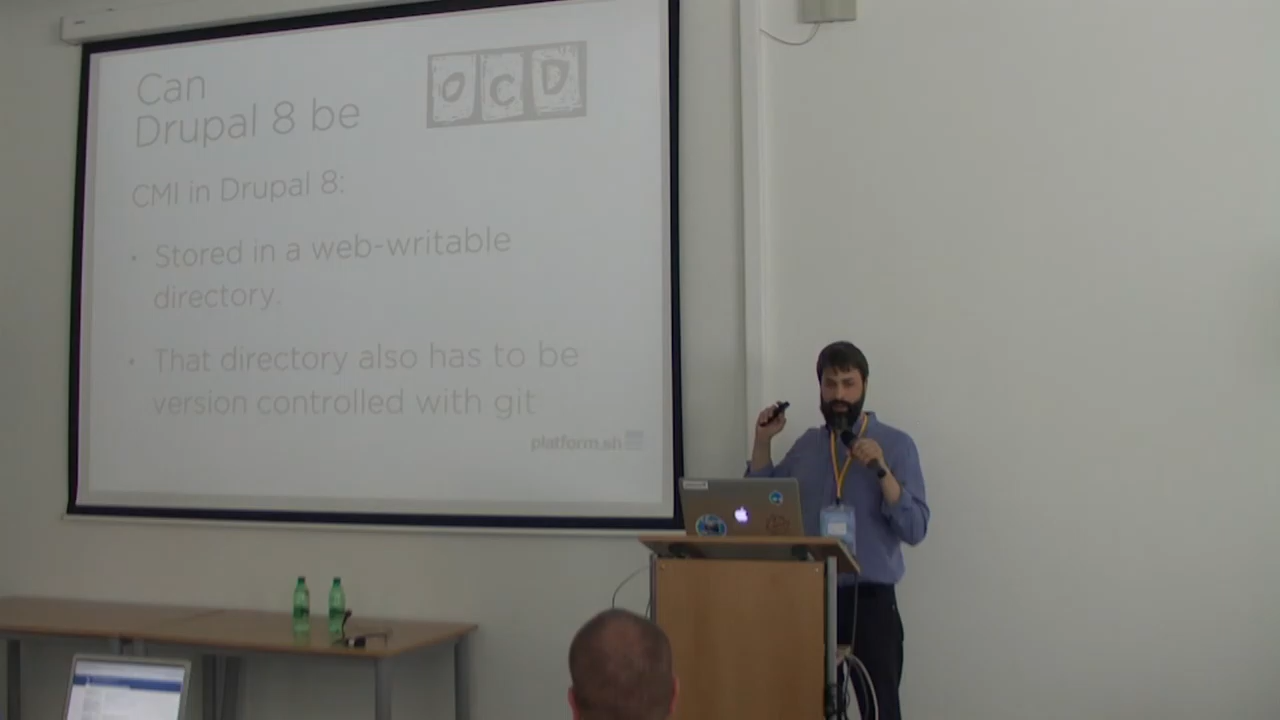 Can
Drupal 8 be
OCD
CMI in Drupal 8:
• Stored in a web-writable
directory.
• That directory also has to be
version controlled with git
platform.sh